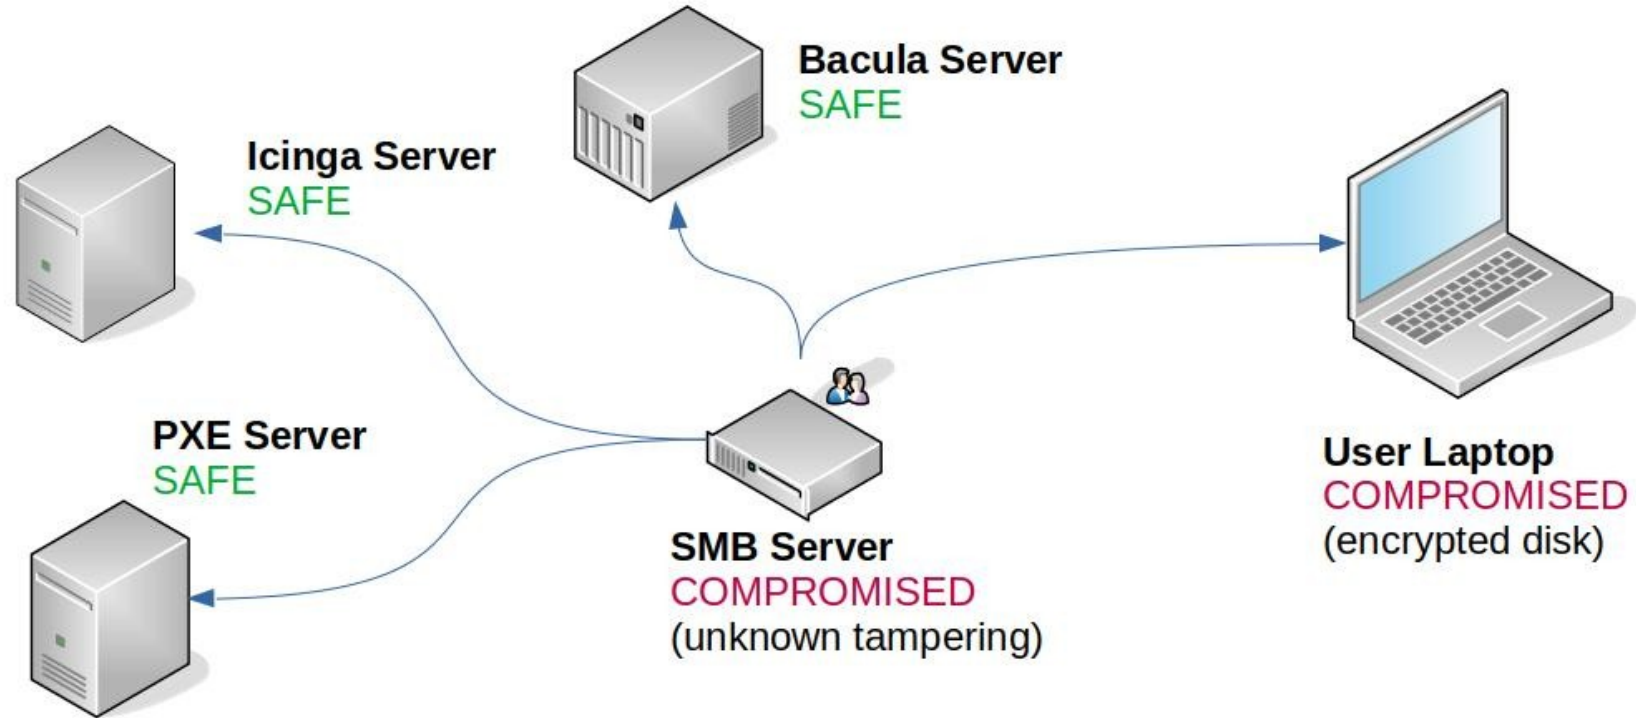 Bacula Server
SAFE
Icinga Server
SAFE
PXE Server
SAFE
User Laptop
COMPROMISED
(encrypted disk)
SMB Server
COMPROMISED
(unknown tampering)